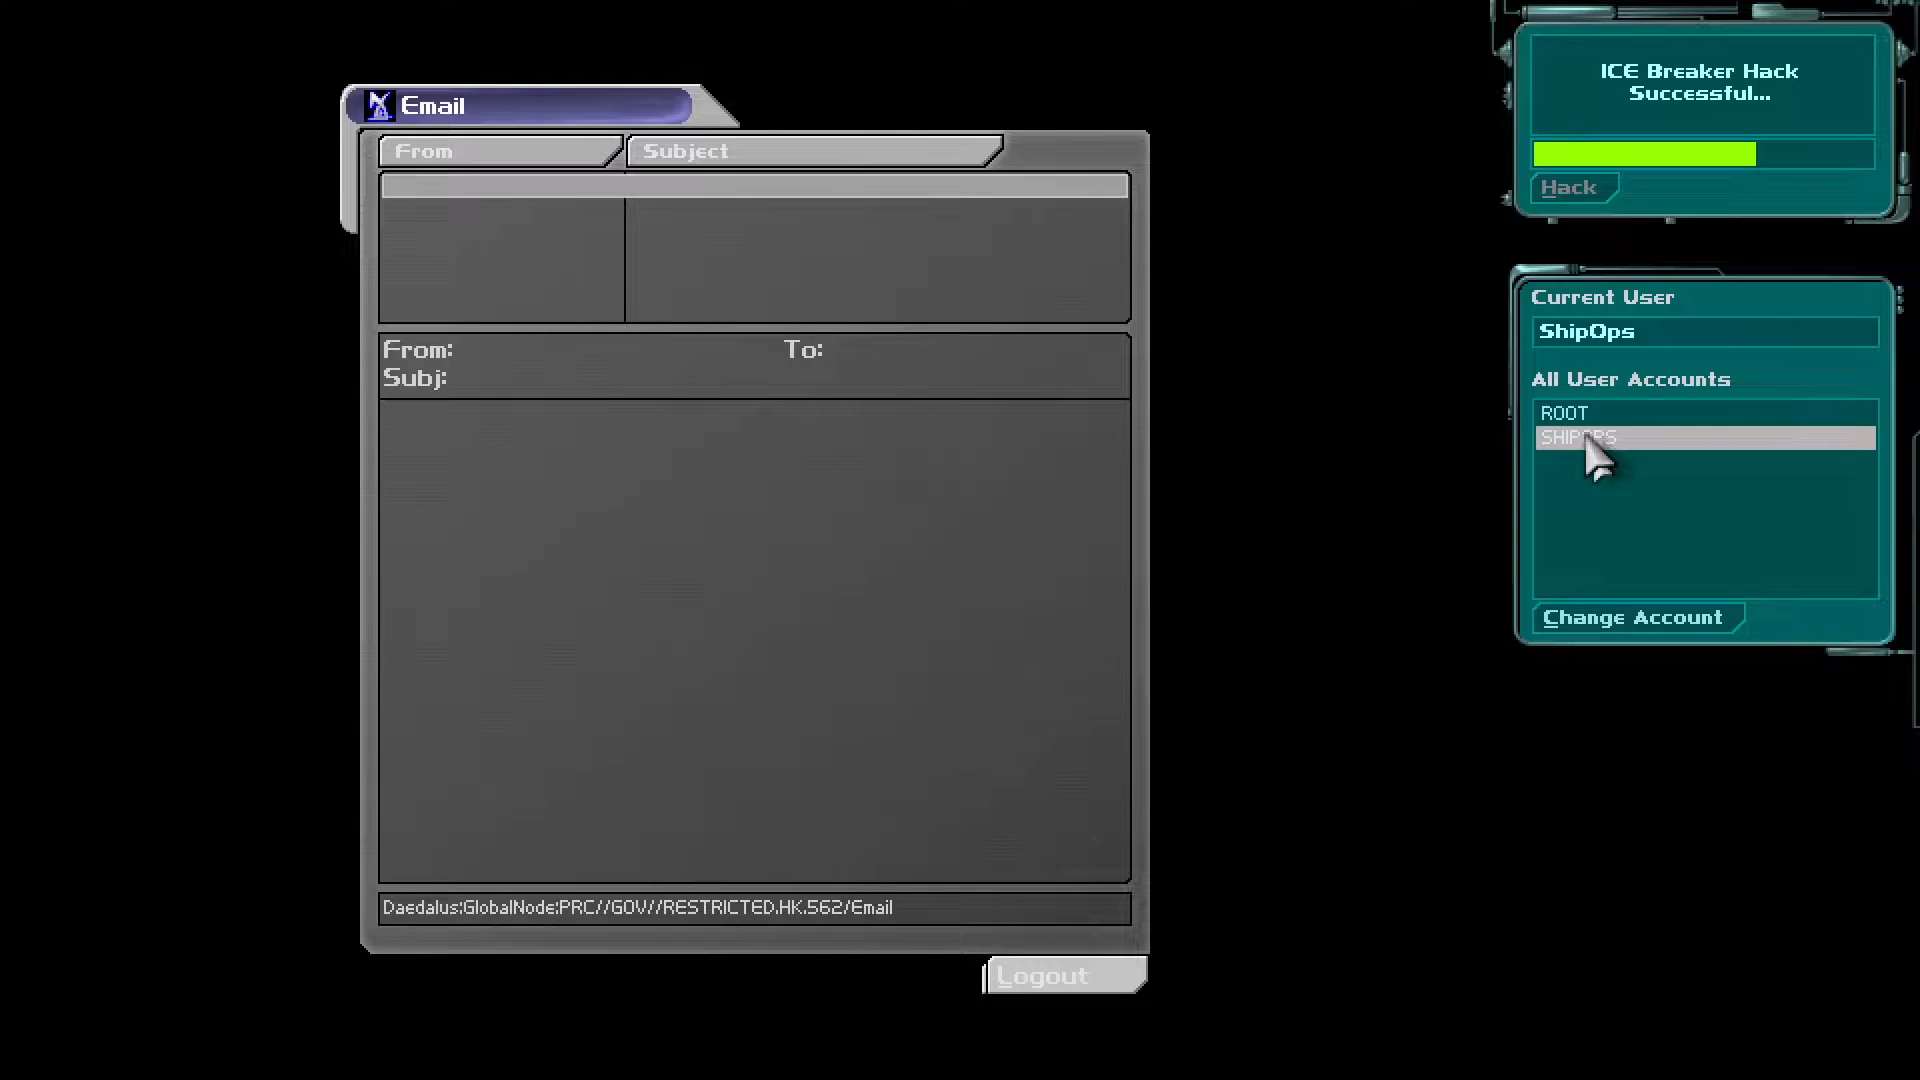 Email
From Subject
From: To:
Subj:
Daedalus:GlobalNode:PRC//GOV//RESTRICTED.HK.562/Email
Logout
ICE Breaker Hack
Successful...
Hack
Current User
ShipOps
All User Accounts
ROOT
SHIPOPS
Change Account